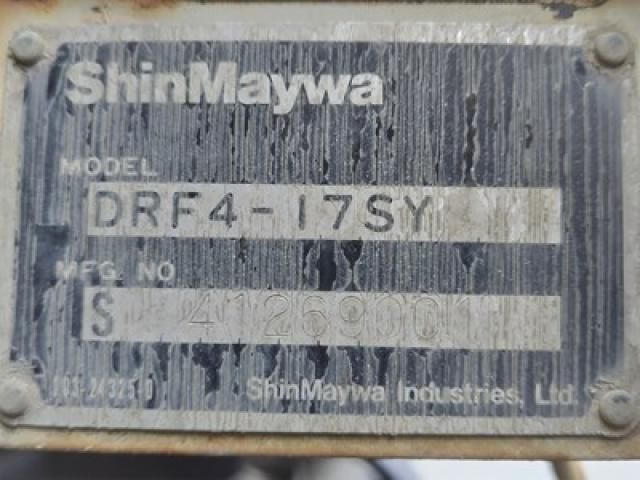 ShinMaywa
MODEL
DRF4-17SY
MFG. NO
S 41269001
ShinMaywa Industries, Ltd.